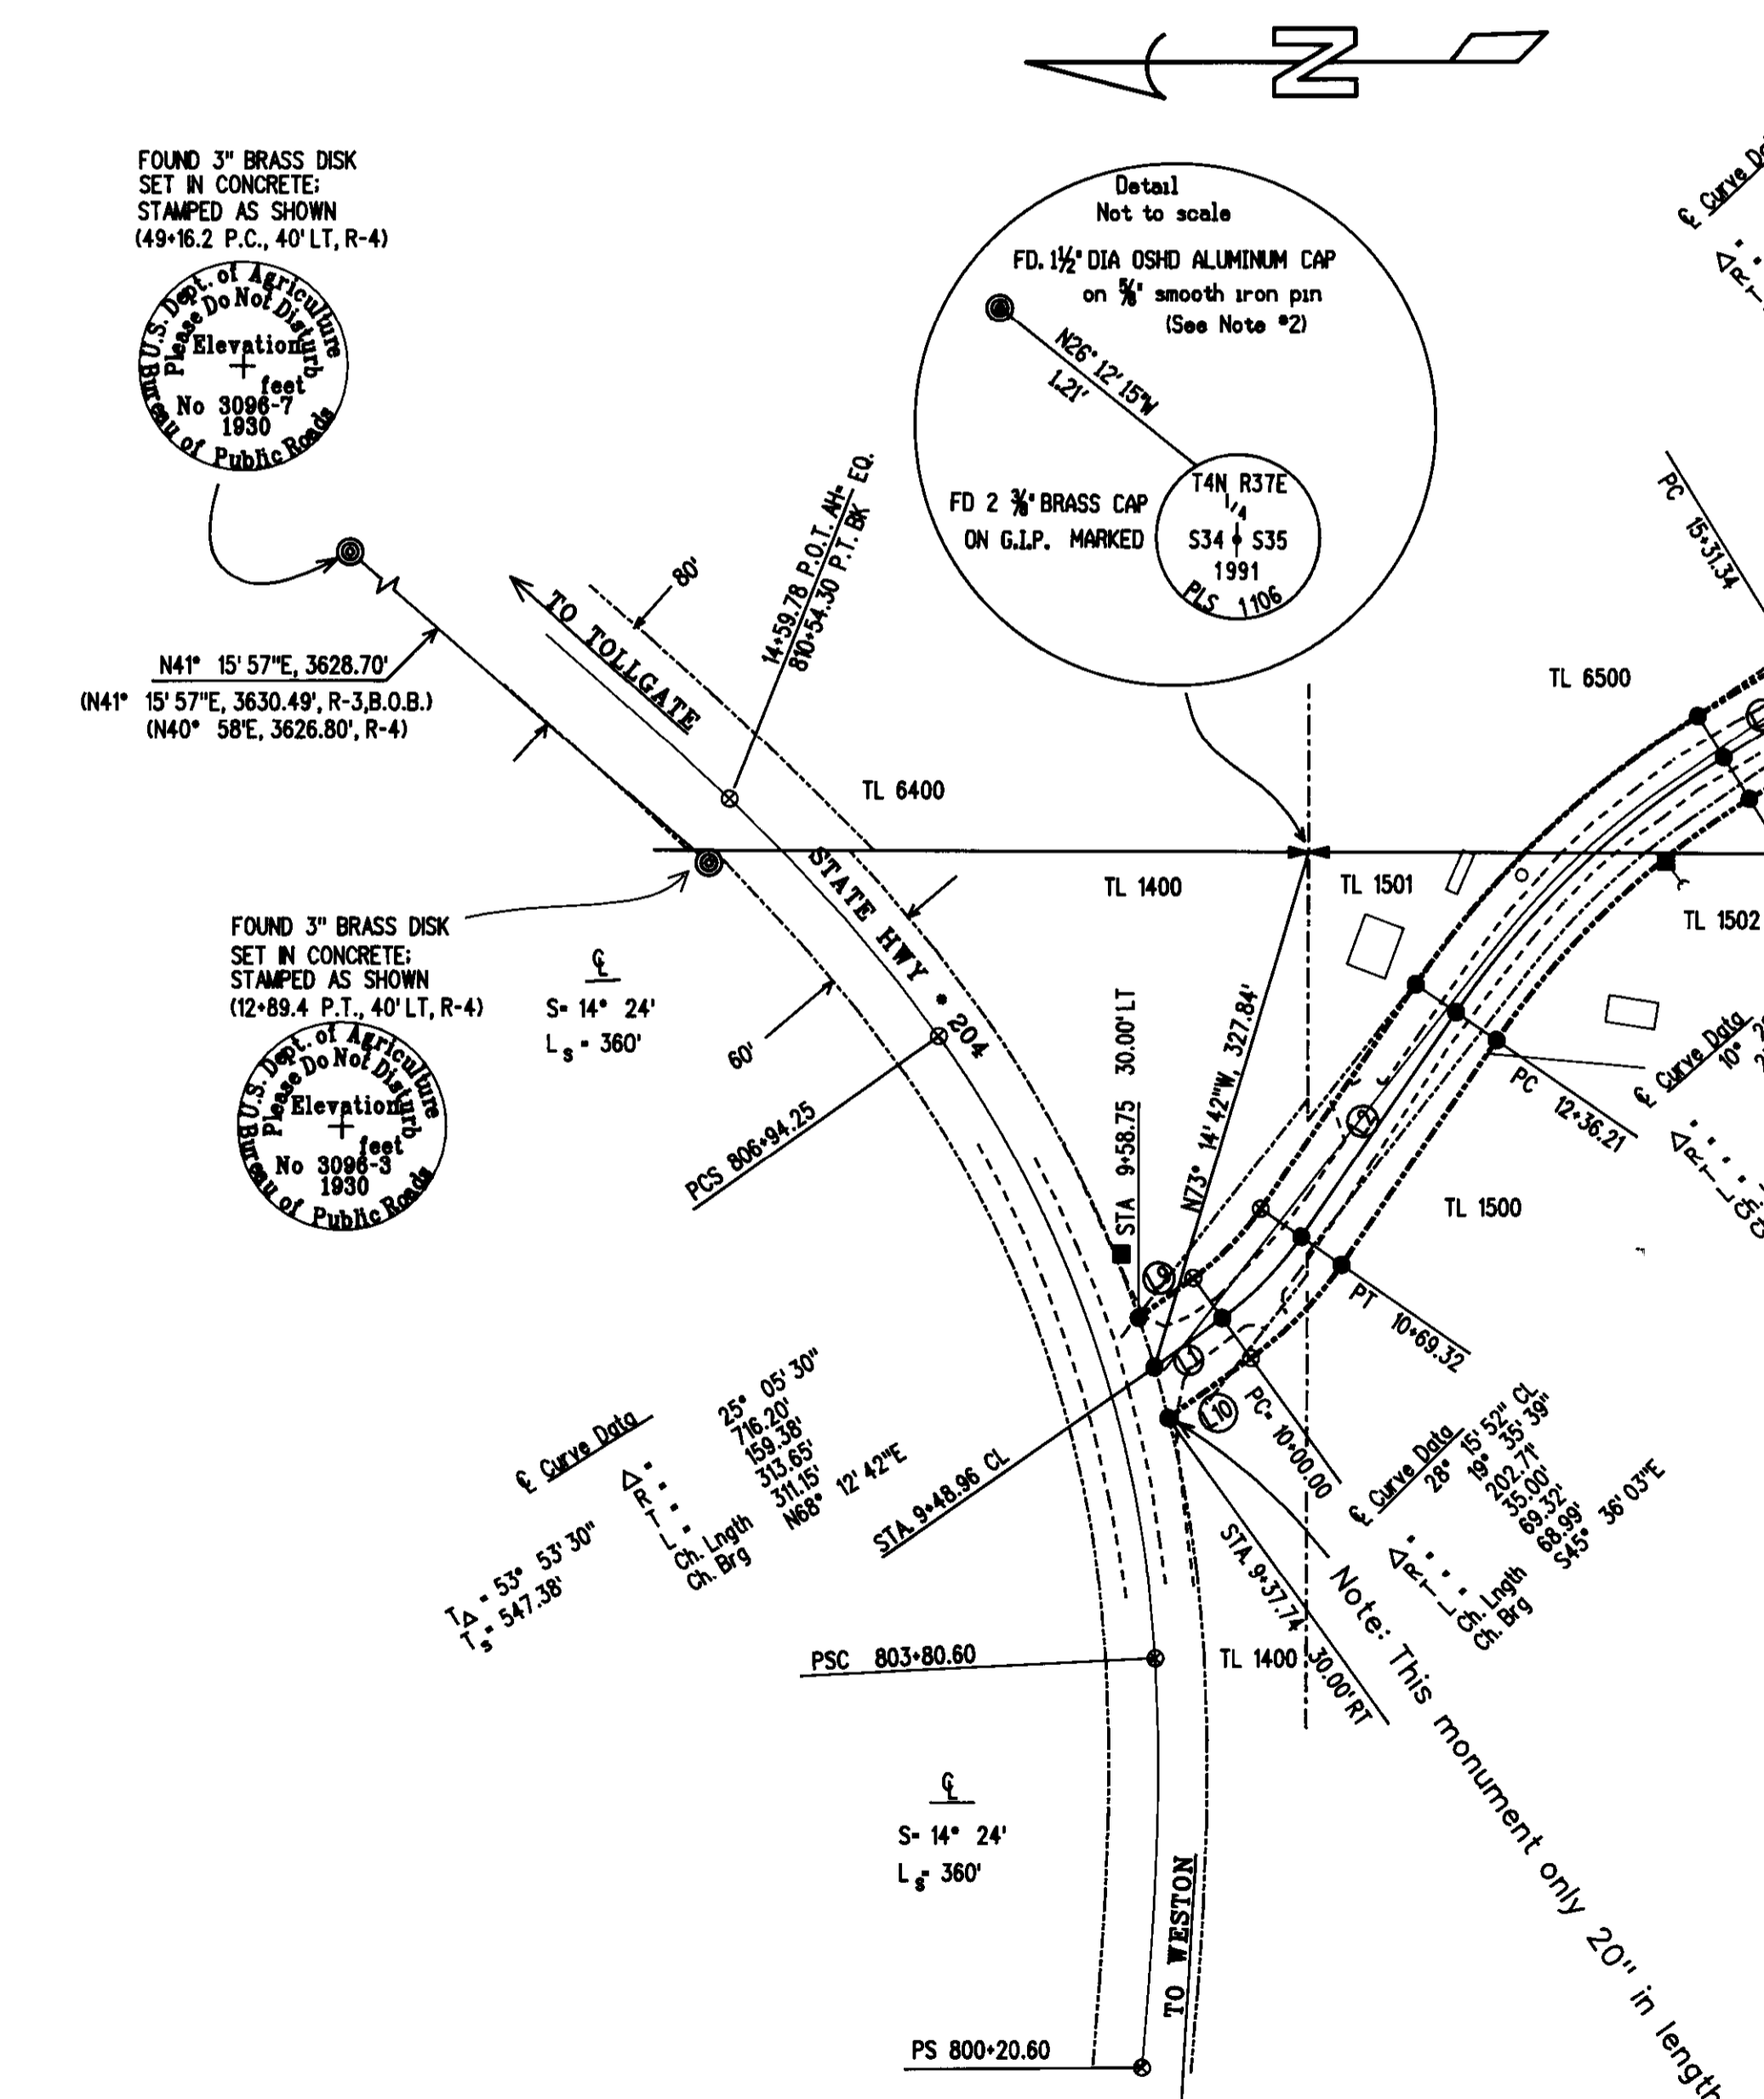 N
FOUND 3" BRASS DISK
SET IN CONCRETE;
STAMPED AS SHOWN
(49+16.2 P.C., 40' LT, R-4)
U.S. Dept. of Agriculture
Please Do Not Disturb
Elevation
feet
No 3096-7
1930
Bureau of Public Roads
N41° 15' 57"E, 3628.70'
(N41° 15' 57"E, 3630.49', R-3,B.O.B.)
(N40° 58'E, 3626.80', R-4)
TO TOLLGATE
80'
14+59.78 P.O.T. AH= EQ.
810+54.30 P.T. BK
Detail
Not to scale
FD. 1½" DIA OSHD ALUMINUM CAP
on ⅝" smooth iron pin
(See Note #2)
N26° 12' 15"W
1.21'
FD 2 ⅜" BRASS CAP
ON G.I.P. MARKED
T4N R37E
1/4
S34 S35
1991
PLS 1106
℄ Curve Da
Δ
R
T
PC 15+31.34
TL 6500
TL 6400
TL 1400
TL 1501
TL 1502
STATE HWY # 204
FOUND 3" BRASS DISK
SET IN CONCRETE;
STAMPED AS SHOWN
(12+89.4 P.T., 40' LT, R-4)
U.S. Dept. of Agriculture
Please Do Not Disturb
Elevation
feet
No 3096-3
1930
Bureau of Public Roads
℄
S= 14° 24'
Ls = 360'
60'
PCS 806+94.25
STA 9+58.75 30.00' LT
N73° 14' 42"W, 327.84'
L2
PC 12+36.21
℄ Curve Data
10°
Δ
R
T
L
TL 1500
L9
L1
L10
PT 10+69.32
PC= 10+00.00
STA. 9+48.96 CL
STA. 9+37.74 30.00' RT
℄ Curve Data
Δ = 25° 05' 30"
R = 716.20'
T = 159.38'
L = 313.65'
Ch. Lngth 311.15'
Ch. Brg N68° 12' 42"E
TΔ = 53° 53' 30"
Ts = 547.38'
℄ Curve Data
28° 15' 52" CL
Δ = 19° 35' 39"
R = 202.71'
T = 35.00'
L = 69.32'
Ch. Lngth 68.99'
Ch. Brg S45° 36' 03"E
PSC 803+80.60
TL 1400
Note: This monument only 20" in length
℄
S= 14° 24'
Ls= 360'
TO WESTON
PS 800+20.60